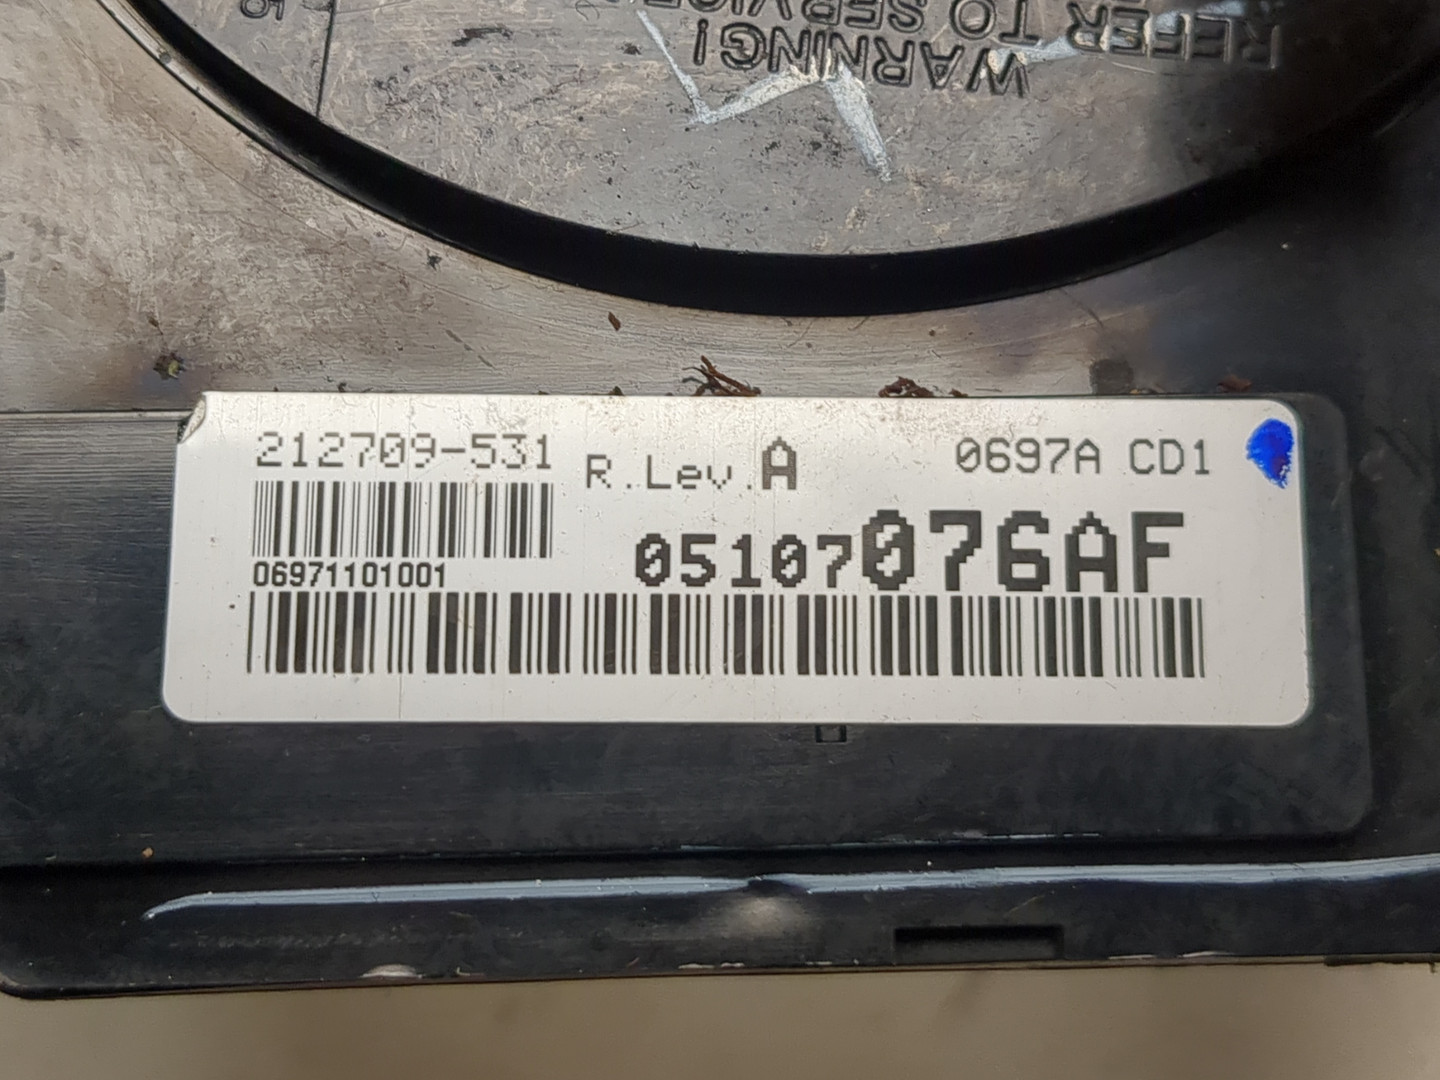 WARNING!
REFER TO SERVICE
212709-531
R.Lev.A
0697A CD1
06971101001
05107076AF